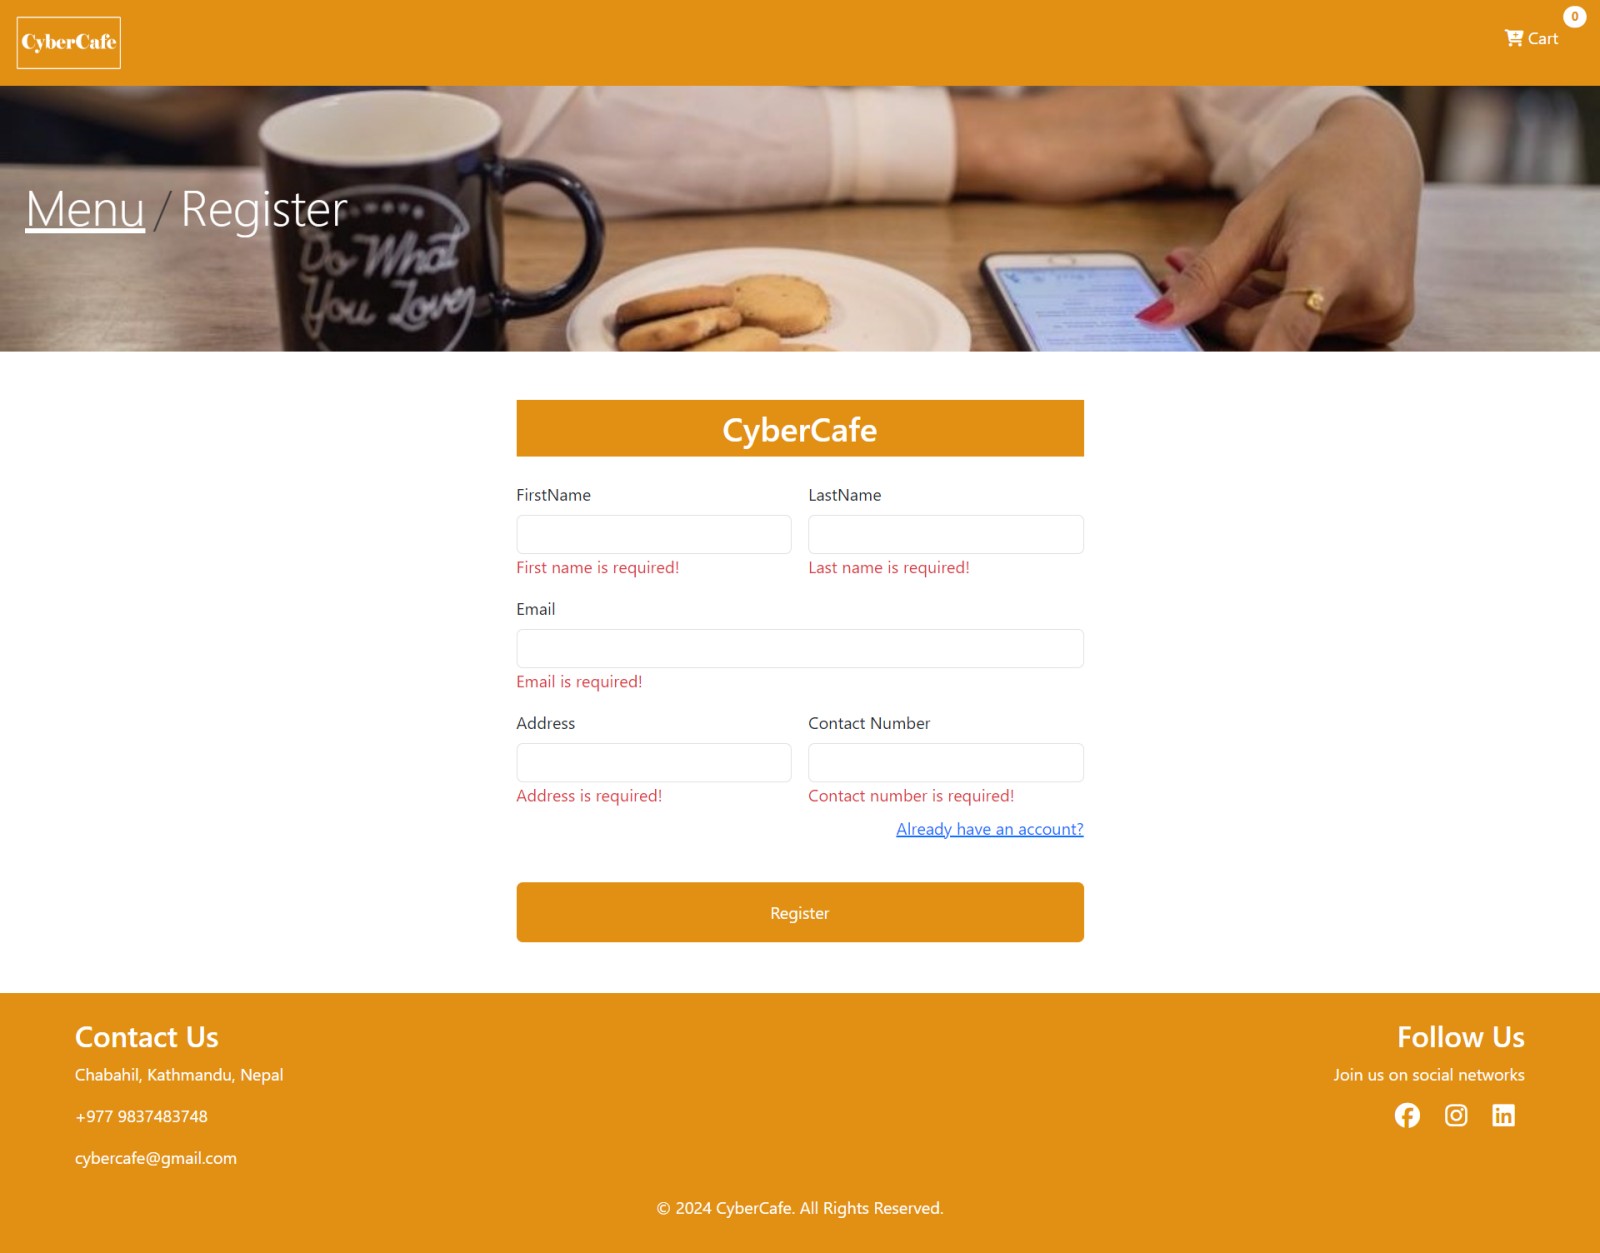 CyberCafe
0
Cart
Menu / Register
Do What
You Love
CyberCafe
FirstName LastName
First name is required! Last name is required!
Email
Email is required!
Address Contact Number
Address is required! Contact number is required!
Already have an account?
Register
Contact Us
Chabahil, Kathmandu, Nepal
+977 9837483748
cybercafe@gmail.com
Follow Us
Join us on social networks
© 2024 CyberCafe. All Rights Reserved.